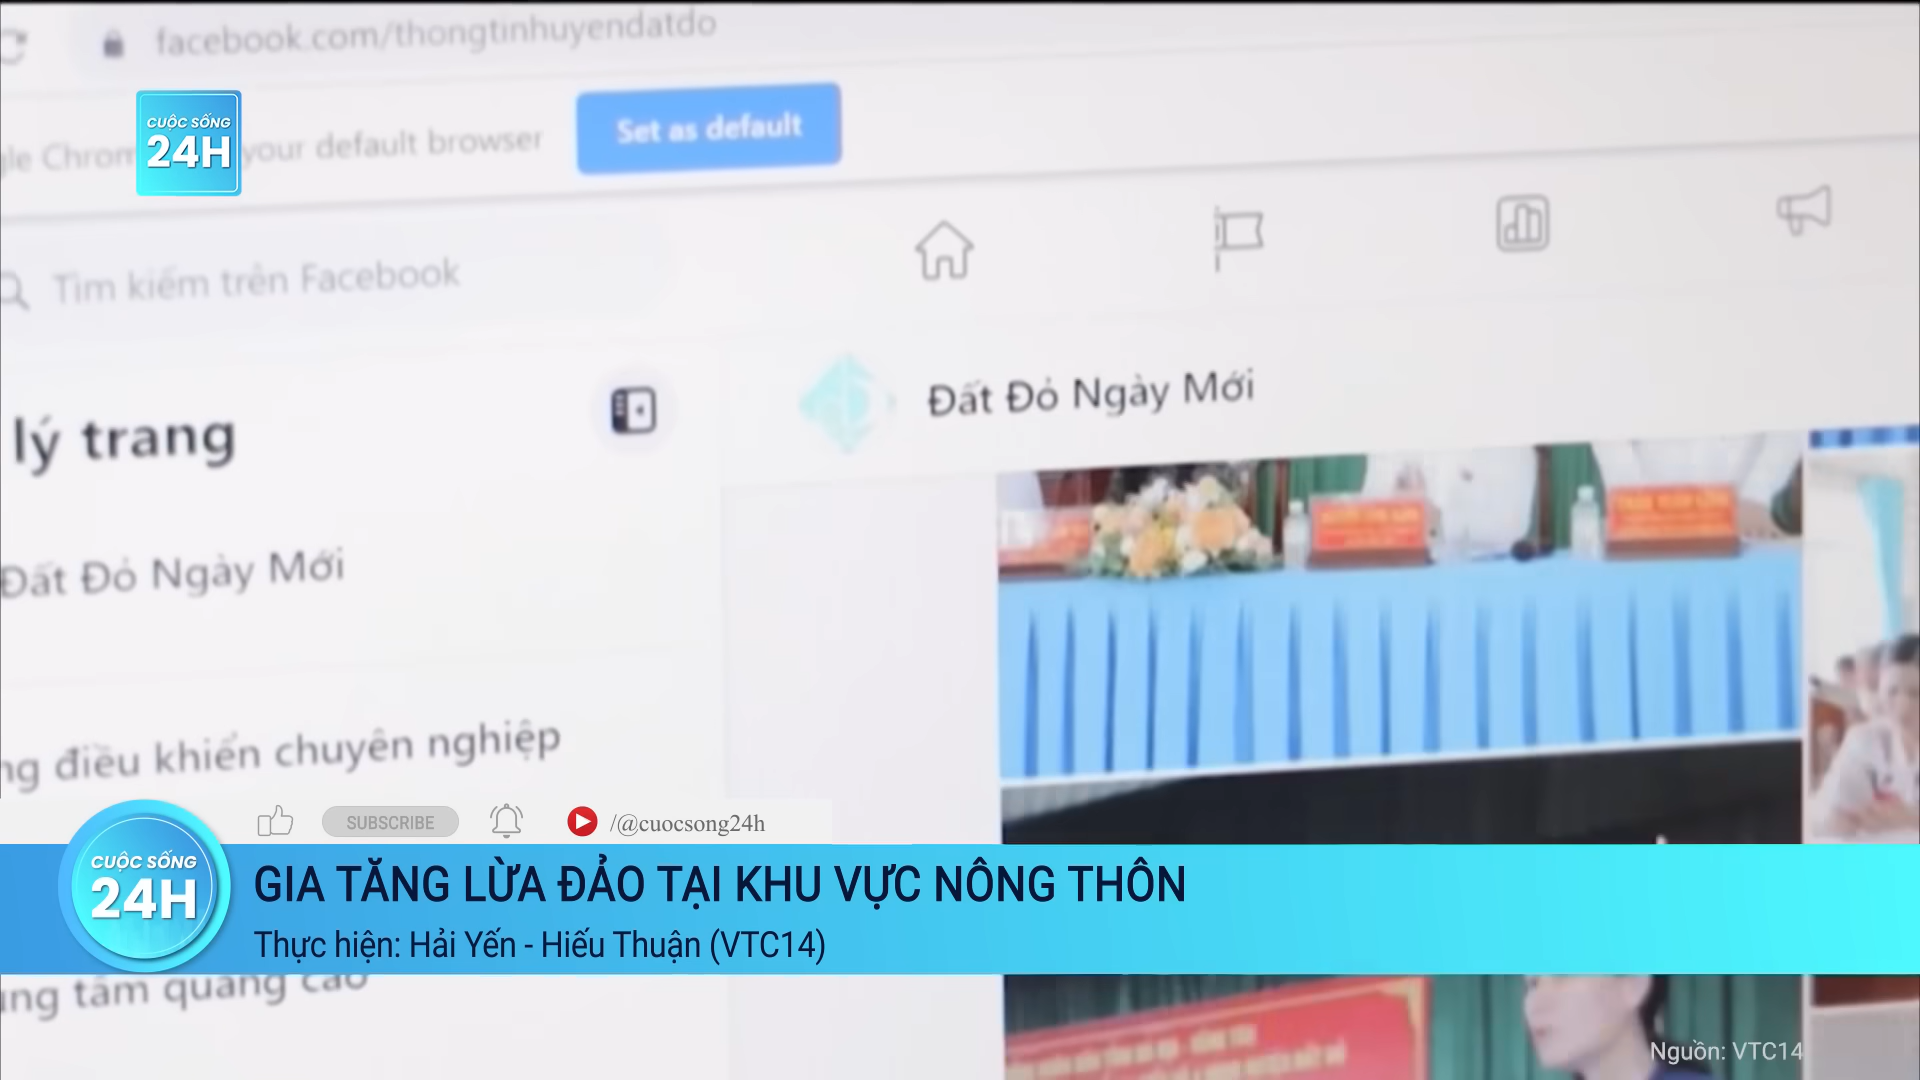 facebook.com/thongtinhuyendatdo
CUỘC SỐNG
24H
your default browser
Set as default
Tìm kiếm trên Facebook
Đất Đỏ Ngày Mới
lý trang
Đất Đỏ Ngày Mới
điều khiển chuyên nghiệp
SUBSCRIBE
/@cuocsong24h
CUỘC SỐNG
24H
GIA TĂNG LỪA ĐẢO TẠI KHU VỰC NÔNG THÔN
Thực hiện: Hải Yến - Hiếu Thuận (VTC14)
tâm quảng cáo
Nguồn: VTC14